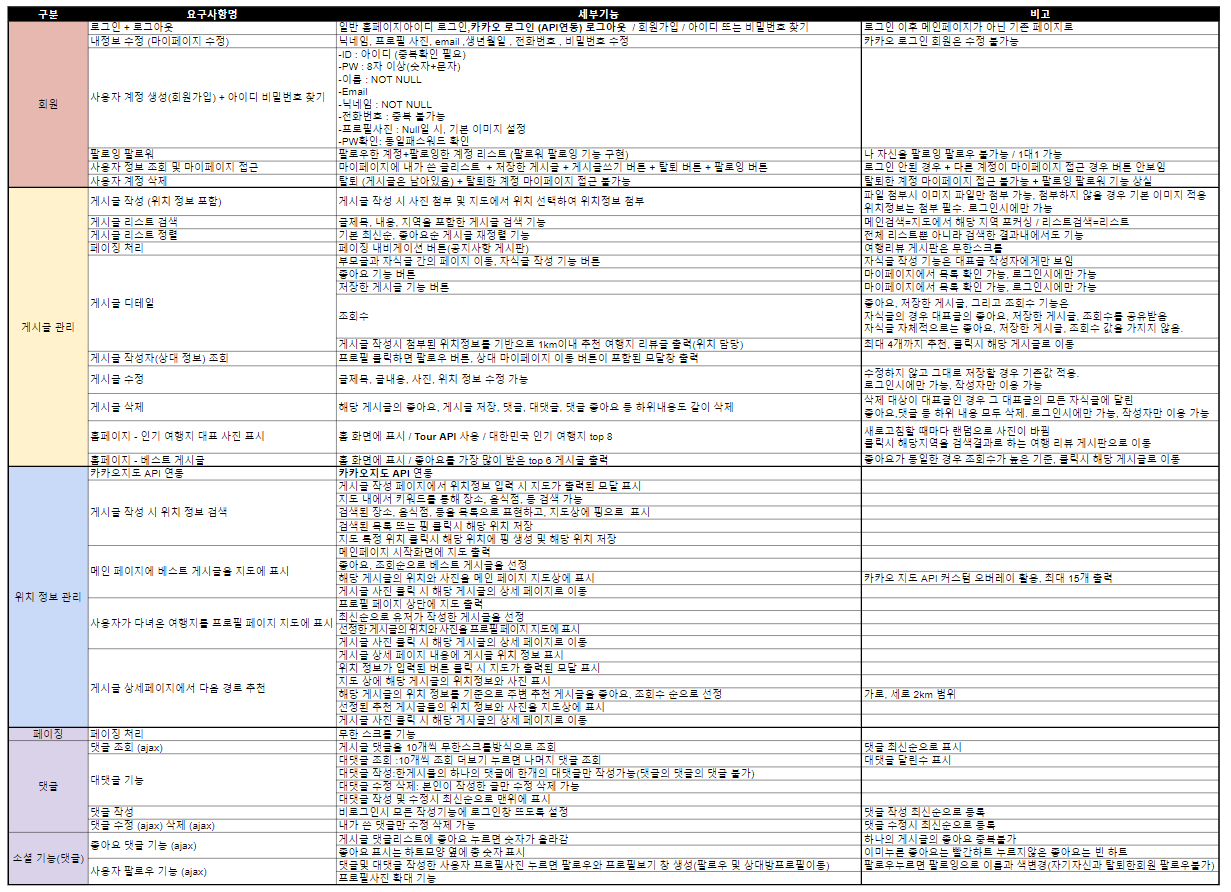 구분 요구사항명 세부기능 비고
회원
로그인 + 로그아웃 일반 홈페이지아이디 로그인,카카오 로그인 (API연동) 로그아웃 / 회원가입 / 아이디 또는 비밀번호 찾기 로그인 이후 메인페이지가 아닌 기존 페이지로
내정보 수정 (마이페이지 수정) 닉네임, 프로필 사진, email ,생년월일 , 전화번호 , 비밀번호 수정 카카오 로그인 회원은 수정 불가능
사용자 계정 생성(회원가입) + 아이디 비밀번호 찾기
-ID : 아이디 (중복확인 필요)
-PW : 8자 이상(숫자+문자)
-이름 : NOT NULL
-Email
-닉네임 : NOT NULL
-전화번호 : 중복 불가능
-프로필사진 : Null일 시, 기본 이미지 설정
-PW확인: 동일패스워드 확인
팔로잉 팔로워 팔로우한 계정+팔로잉한 계정 리스트 (팔로워 팔로잉 기능 구현) 나 자신을 팔로잉 팔로우 불가능 / 1대1 가능
사용자 정보 조회 및 마이페이지 접근 마이페이지에 내가 쓴 글리스트 + 저장한 게시글 + 게시글쓰기 버튼 + 탈퇴 버튼 + 팔로잉 버튼 로그인 안된 경우 + 다른 계정이 마이페이지 접근 경우 버튼 안보임
사용자 계정 삭제 탈퇴 (게시글은 남아있음) + 탈퇴한 계정 마이페이지 접근 불가능 탈퇴한 계정 마이페이지 접근 불가능 + 팔로잉 팔로워 기능 상실
게시글 관리
게시글 작성 (위치 정보 포함) 게시글 작성 시 사진 첨부 및 지도에서 위치 선택하여 위치정보 첨부
파일 첨부시 이미지 파일만 첨부 가능, 첨부하지 않을 경우 기본 이미지 적용
위치정보는 첨부 필수. 로그인시에만 가능
게시글 리스트 검색 글제목, 내용, 지역을 포함한 게시글 검색 기능 메인검색=지도에서 해당 지역 포커싱 / 리스트검색=리스트
게시글 리스트 정렬 기본 최신순, 좋아요순 게시글 재정렬 기능 전체 리스트뿐 아니라 검색한 결과내에서도 기능
페이징 처리 페이징 내비게이션 버튼(공지사항 게시판) 여행리뷰 게시판은 무한스크롤
게시글 디테일
부모글과 자식글 간의 페이지 이동, 자식글 작성 기능 버튼 자식글 작성 기능은 대표글 작성자에게만 보임
좋아요 기능 버튼 마이페이지에서 목록 확인 가능, 로그인시에만 가능
저장한 게시글 기능 버튼 마이페이지에서 목록 확인 가능, 로그인시에만 가능
조회수
좋아요, 저장한 게시글, 그리고 조회수 기능은
자식글의 경우 대표글의 좋아요, 저장한 게시글, 조회수를 공유받음
자식글 자체적으로는 좋아요, 저장한 게시글, 조회수 값을 가지지 않음.
게시글 작성시 첨부된 위치정보를 기반으로 1km이내 추천 여행지 리뷰글 출력(위치 담당) 최대 4개까지 추천, 클릭시 해당 게시글로 이동
게시글 작성자(상대 정보) 조회 프로필 클릭하면 팔로우 버튼, 상대 마이페이지 이동 버튼이 포함된 모달창 출력
게시글 수정 글제목, 글내용, 사진, 위치 정보 수정 가능
수정하지 않고 그대로 저장할 경우 기존값 적용.
로그인시에만 가능, 작성자만 이용 가능
게시글 삭제 해당 게시글의 좋아요, 게시글 저장, 댓글, 대댓글, 댓글 좋아요 등 하위내용도 같이 삭제
삭제 대상이 대표글인 경우 그 대표글의 모든 자식글에 달린
좋아요,댓글 등 하위 내용 모두 삭제. 로그인시에만 가능, 작성자만 이용 가능
홈페이지 - 인기 여행지 대표 사진 표시 홈 화면에 표시 / Tour API 사용 / 대한민국 인기 여행지 top 8
새로고침할 때마다 랜덤으로 사진이 바뀜
클릭시 해당지역을 검색결과로 하는 여행 리뷰 게시판으로 이동
홈페이지 - 베스트 게시글 홈 화면에 표시 / 좋아요를 가장 많이 받은 top 6 게시글 출력 좋아요가 동일한 경우 조회수가 높은 기준, 클릭시 해당 게시글로 이동
위치 정보 관리
카카오지도 API 연동 카카오지도 API 연동
게시글 작성 시 위치 정보 검색
게시글 작성 페이지에서 위치정보 입력 시 지도가 출력된 모달 표시
지도 내에서 키워드를 통해 장소, 음식점, 등 검색 가능
검색된 장소, 음식점, 등을 목록으로 표현하고, 지도상에 핑으로 표시
검색된 목록 또는 핑 클릭시 해당 위치 저장
지도 특정 위치 클릭시 해당 위치에 핑 생성 및 해당 위치 저장
메인 페이지에 베스트 게시글을 지도에 표시
메인페이지 시작화면에 지도 출력
좋아요, 조회순으로 베스트 게시글을 선정
해당 게시글의 위치와 사진을 메인 페이지 지도상에 표시 카카오 지도 API 커스텀 오버레이 활용, 최대 15개 출력
게시글 사진 클릭 시 해당 게시글의 상세 페이지로 이동
사용자가 다녀온 여행지를 프로필 페이지 지도에 표시
프로필 페이지 상단에 지도 출력
최신순으로 유저가 작성한 게시글을 선정
선정한 게시글의 위치와 사진을 프로필 페이지 지도에 표시
게시글 사진 클릭 시 해당 게시글의 상세 페이지로 이동
게시글 상세페이지에서 다음 경로 추천
게시글 상세 페이지 내용에 게시글 위치 정보 표시
위치 정보가 입력된 버튼 클릭 시 지도가 출력된 모달 표시
지도 상에 해당 게시글의 위치정보와 사진 표시
해당 게시글의 위치 정보를 기준으로 주변 추천 게시글을 좋아요, 조회수 순으로 선정 가로, 세로 2km 범위
선정된 추천 게시글들의 위치 정보와 사진을 지도상에 표시
게시글 사진 클릭 시 해당 게시글의 상세 페이지로 이동
페이징 페이징 처리 무한 스크롤 기능
댓글
댓글 조회 (ajax) 게시글 댓글을 10개씩 무한스크롤방식으로 조회 댓글 최신순으로 표시
대댓글 기능
대댓글 조회 :10개씩 조회 더보기 누르면 나머지 댓글 조회 대댓글 달린수 표시
대댓글 작성:한게시물의 하나의 댓글에 한개의 대댓글만 작성가능(댓글의 댓글의 댓글 불가)
대댓글 수정 삭제: 본인이 작성한 글만 수정 삭제 가능
대댓글 작성 및 수정시 최신순으로 맨위에 표시
댓글 작성 비로그인시 모든 작성기능에 로그인창 뜨도록 설정 댓글 작성 최신순으로 등록
댓글 수정 (ajax) 삭제 (ajax) 내가 쓴 댓글만 수정 삭제 가능 댓글 수정시 최신순으로 등록
소셜 기능(댓글)
좋아요 댓글 기능 (ajax)
게시글 댓글리스트에 좋아요 누르면 숫자가 올라감 하나의 게시글의 좋아요 중복불가
좋아요 표시는 하트모양 옆에 총 숫자 표시 이미누른 좋아요는 빨간하트 누르지않은 좋아요는 빈 하트
사용자 팔로우 기능 (ajax)
댓글및 대댓글 작성한 사용자 프로필사진 누르면 팔로우와 프로필보기 창 생성(팔로우 및 상대방프로필이동) 팔로우누르면 팔로잉으로 이름과 색변경(자기자신과 탈퇴한회원 팔로우불가)
프로필사진 확대 기능